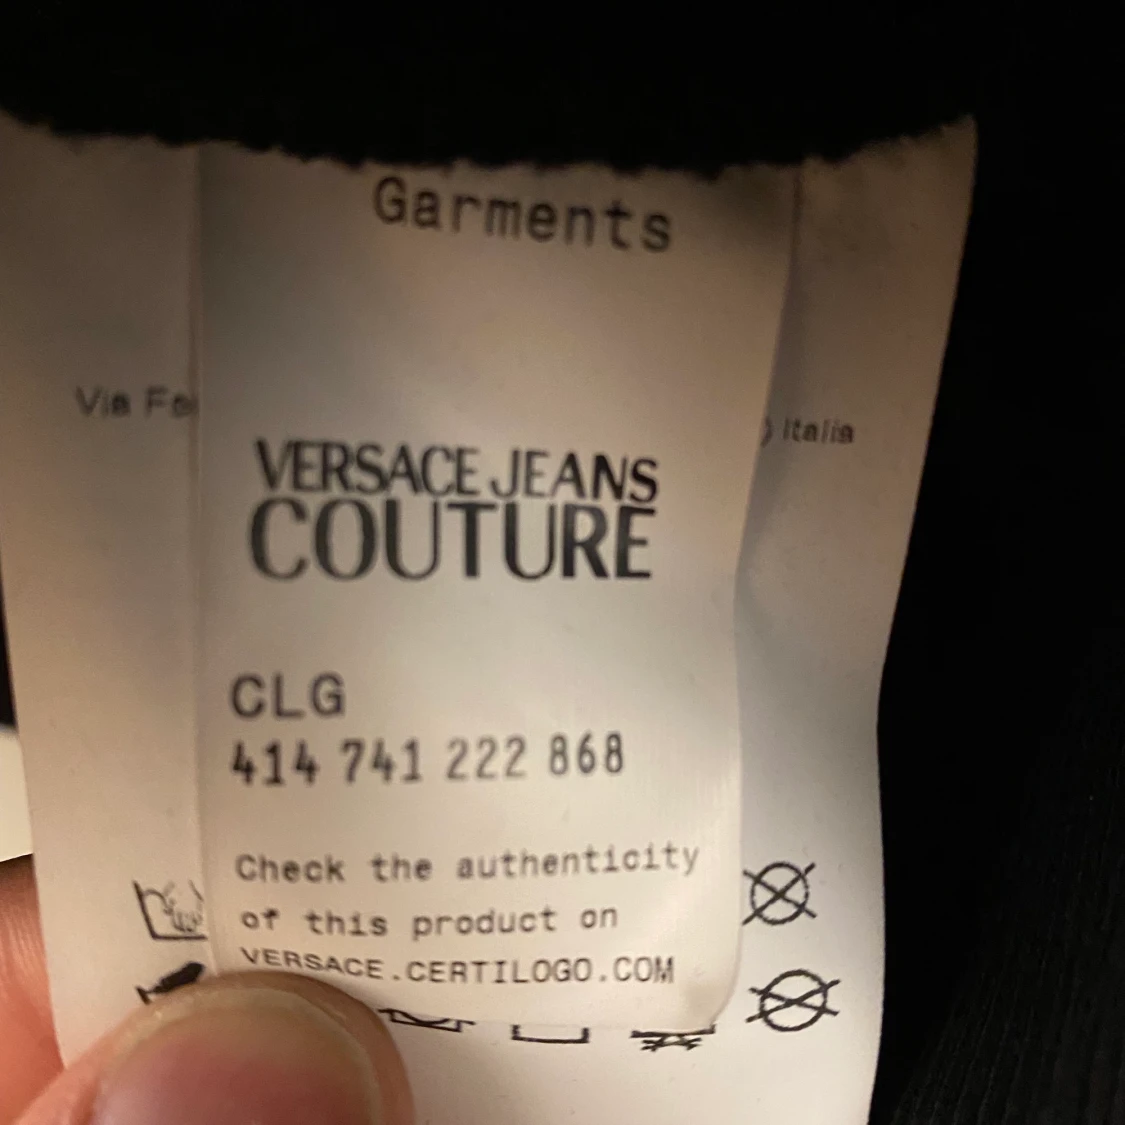 Garments
Via
Italia
VERSACE JEANS
COUTURE
CLG
414 741 222 868
Check the authenticity
of this product on
VERSACE.CERTILOGO.COM